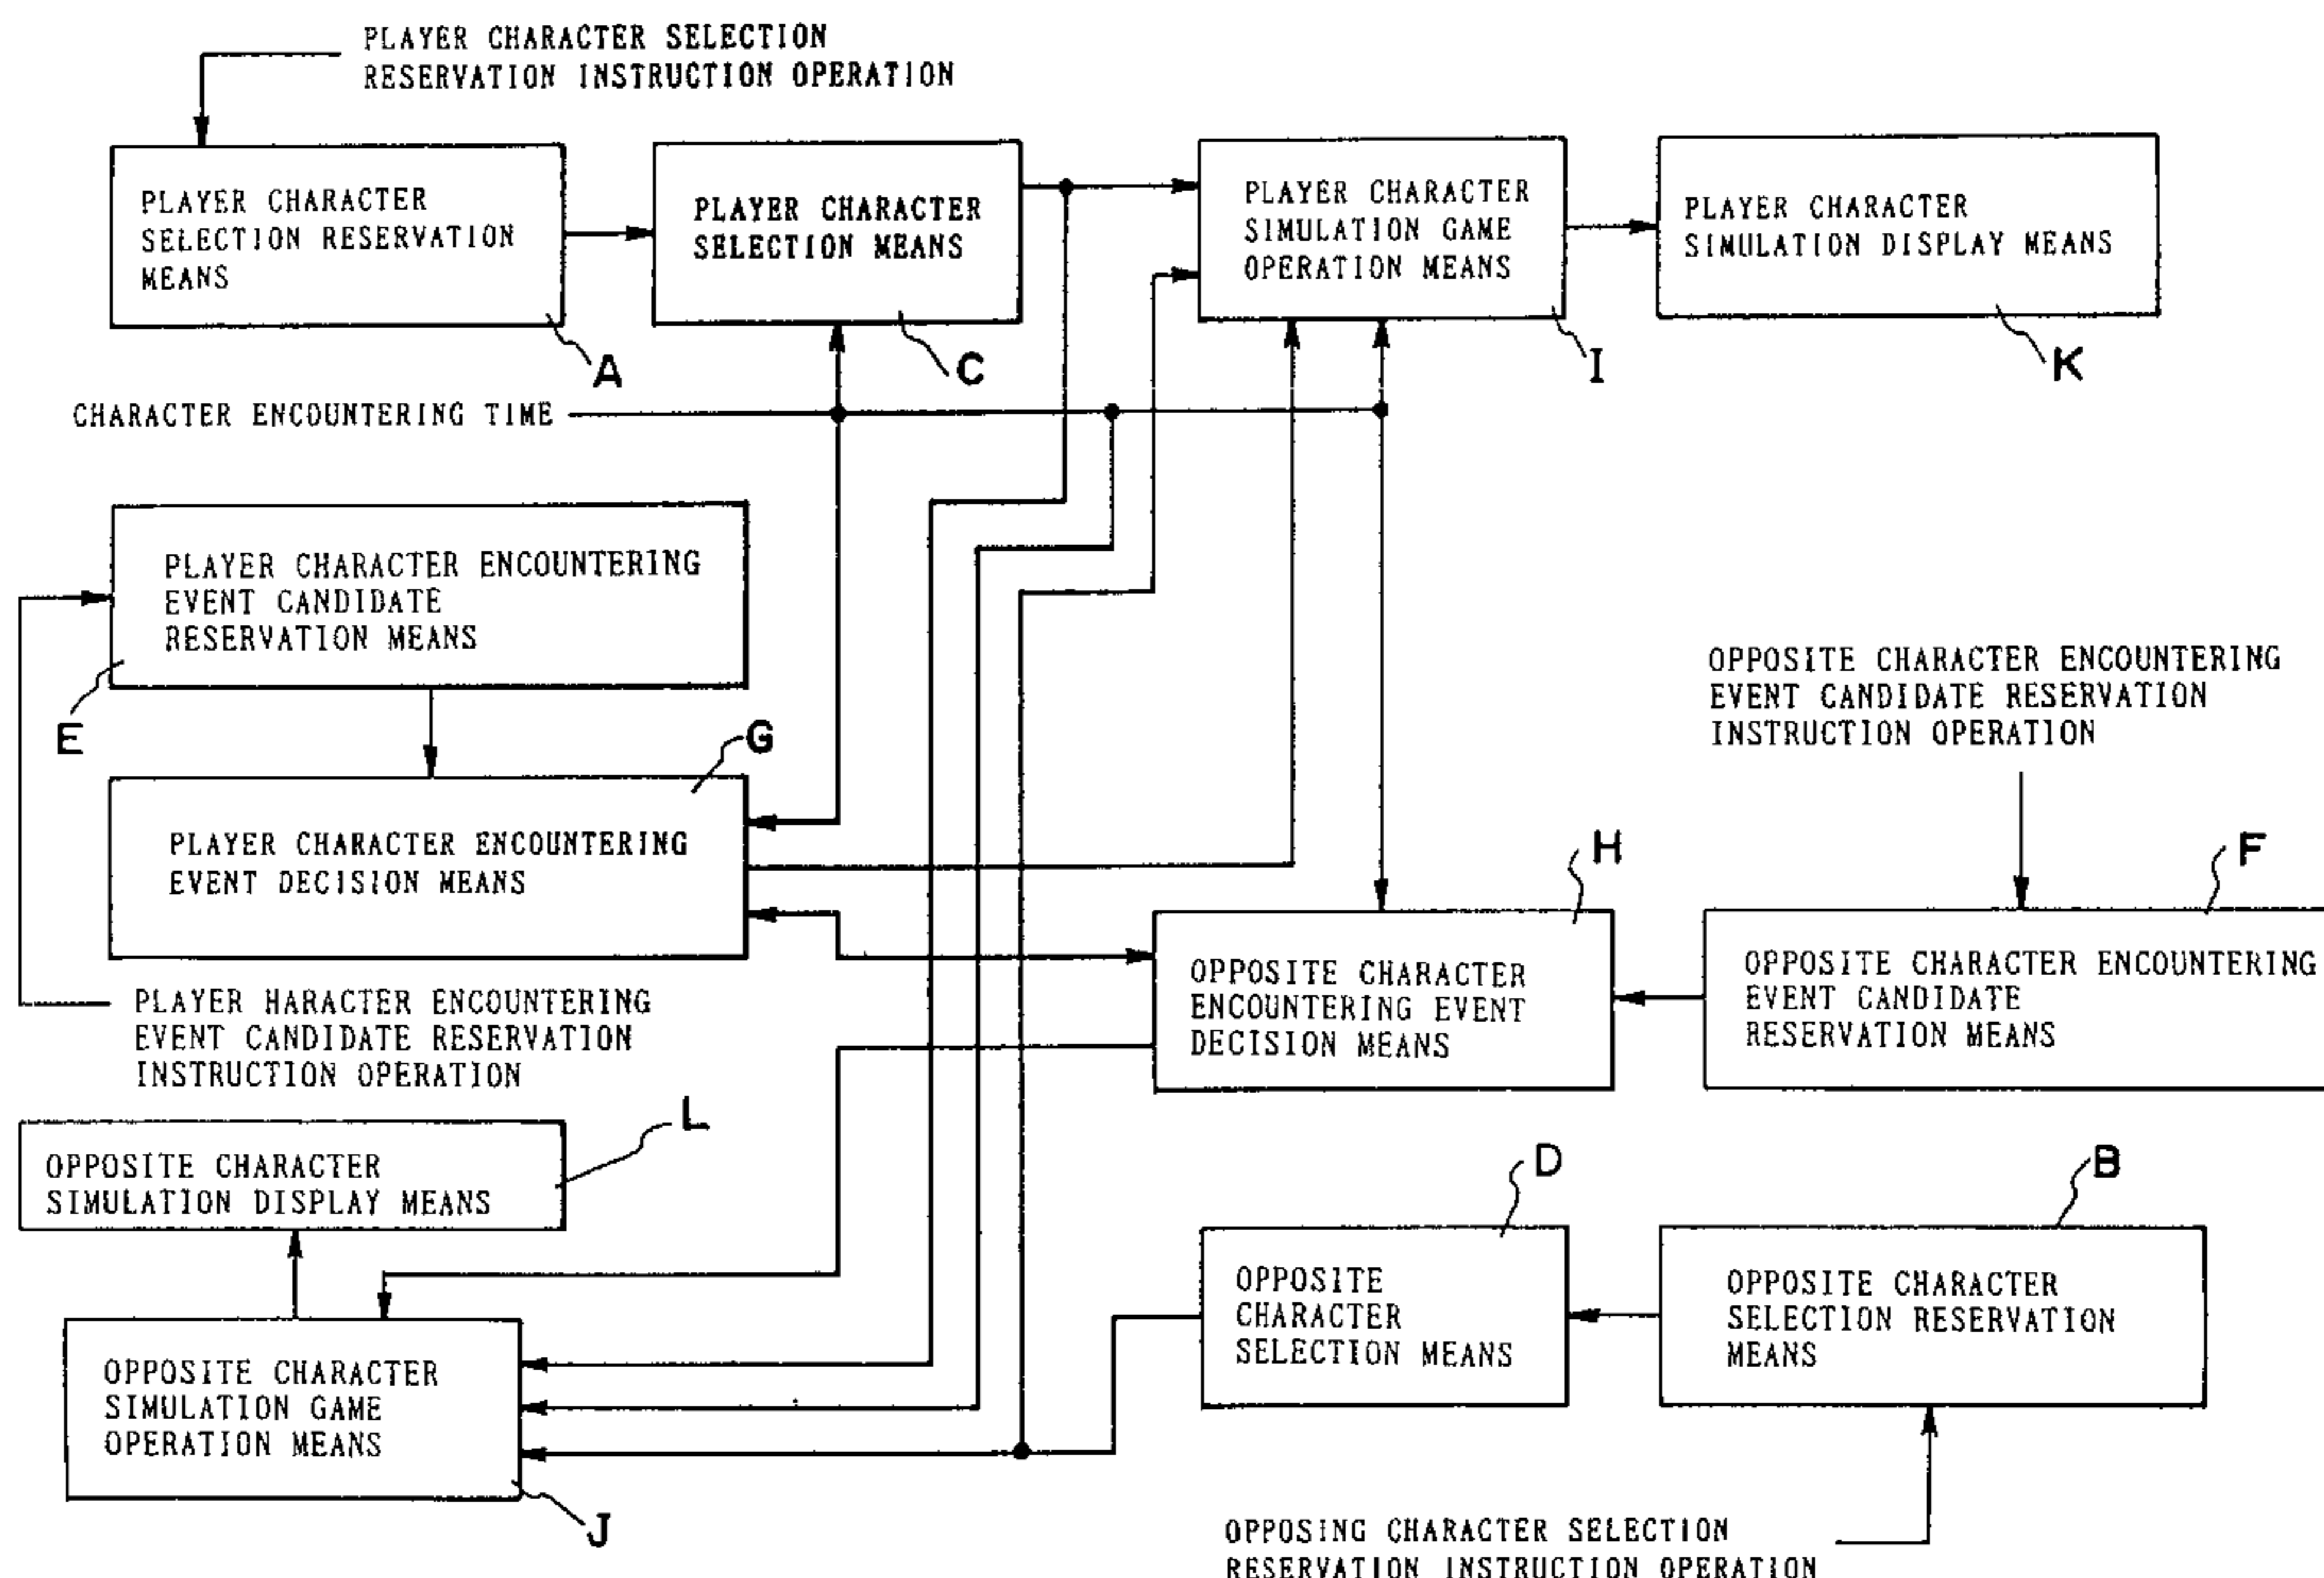 PLAYER CHARACTER SELECTION
RESERVATION INSTRUCTION OPERATION
PLAYER CHARACTER
SELECTION RESERVATION
MEANS
A
PLAYER CHARACTER
SELECTION MEANS
C
PLAYER CHARACTER
SIMULATION GAME
OPERATION MEANS
I
PLAYER CHARACTER
SIMULATION DISPLAY MEANS
K
CHARACTER ENCOUNTERING TIME
PLAYER CHARACTER ENCOUNTERING
EVENT CANDIDATE
RESERVATION MEANS
E
OPPOSITE CHARACTER ENCOUNTERING
EVENT CANDIDATE RESERVATION
INSTRUCTION OPERATION
G
PLAYER CHARACTER ENCOUNTERING
EVENT DECISION MEANS
H
OPPOSITE CHARACTER
ENCOUNTERING EVENT
DECISION MEANS
F
OPPOSITE CHARACTER ENCOUNTERING
EVENT CANDIDATE
RESERVATION MEANS
PLAYER HARACTER ENCOUNTERING
EVENT CANDIDATE RESERVATION
INSTRUCTION OPERATION
L
OPPOSITE CHARACTER
SIMULATION DISPLAY MEANS
D
OPPOSITE
CHARACTER
SELECTION MEANS
B
OPPOSITE CHARACTER
SELECTION RESERVATION
MEANS
OPPOSITE CHARACTER
SIMULATION GAME
OPERATION MEANS
J
OPPOSING CHARACTER SELECTION
RESERVATION INSTRUCTION OPERATION